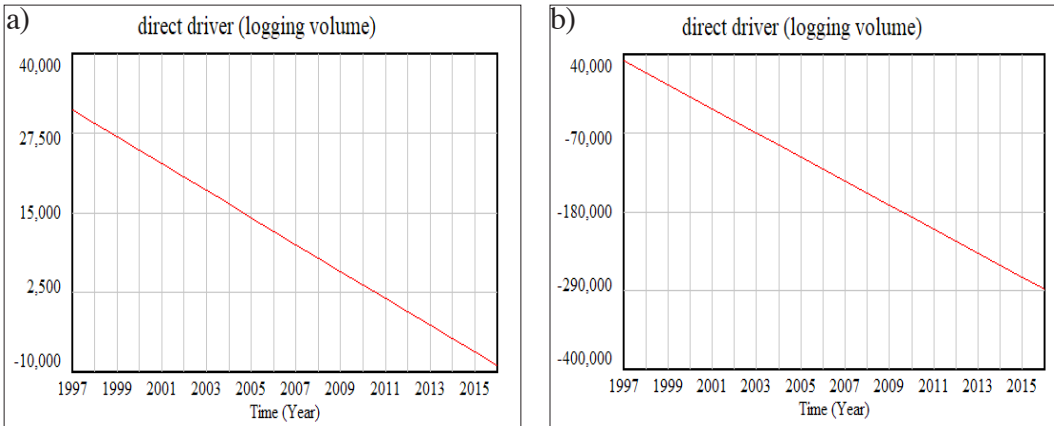 a)
direct driver (logging volume)
40,000
27,500
15,000
2,500
-10,000
1997 1999 2001 2003 2005 2007 2009 2011 2013 2015
Time (Year)
b)
direct driver (logging volume)
40,000
-70,000
-180,000
-290,000
-400,000
1997 1999 2001 2003 2005 2007 2009 2011 2013 2015
Time (Year)